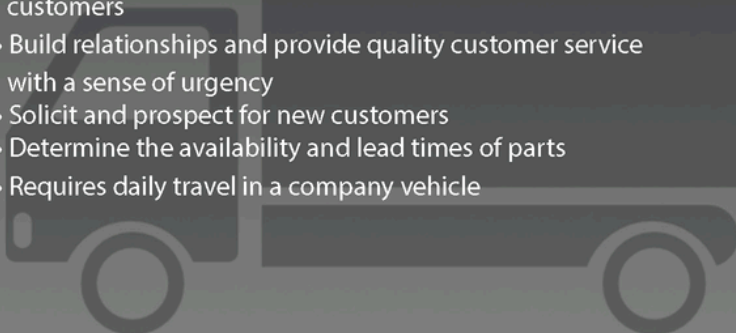 customers
• Build relationships and provide quality customer service
with a sense of urgency
• Solicit and prospect for new customers
• Determine the availability and lead times of parts
• Requires daily travel in a company vehicle